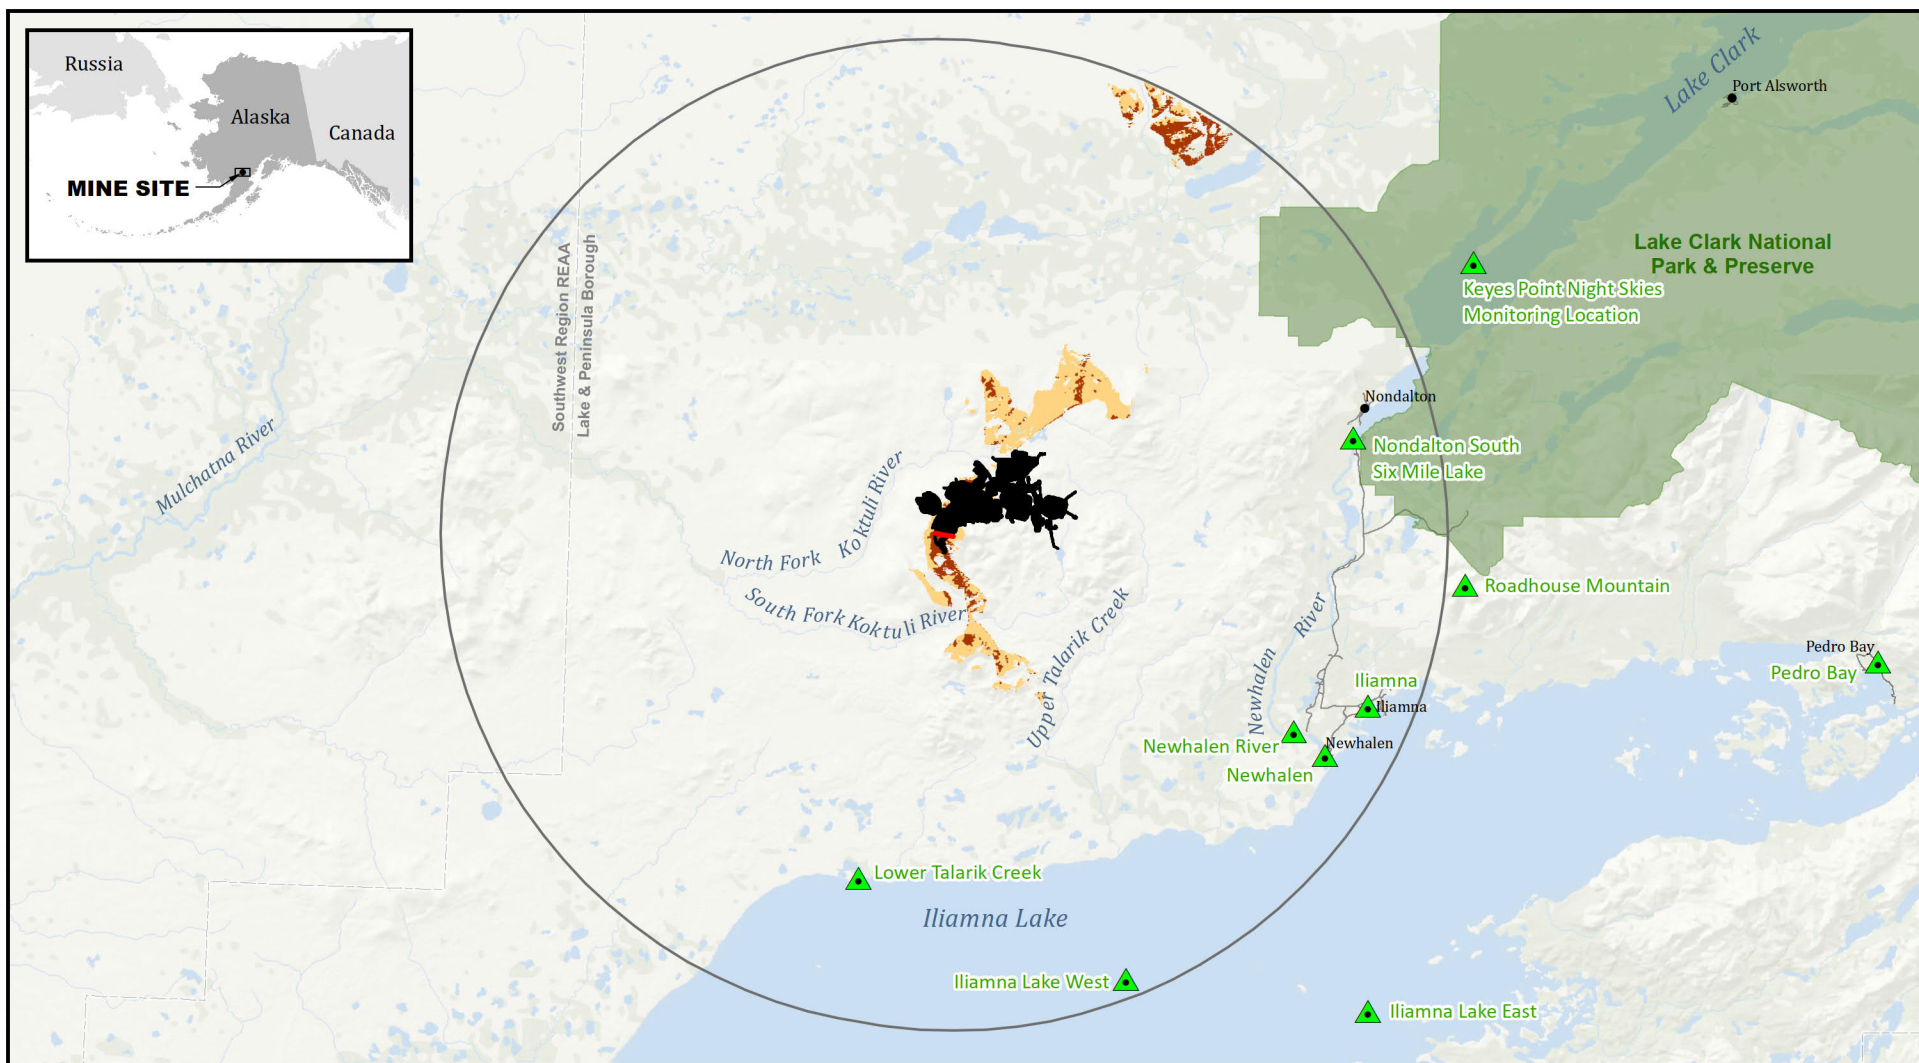 Russia
Alaska
Canada
MINE SITE
Lake Clark
Port Alsworth
Lake Clark National
Park & Preserve
Keyes Point Night Skies
Monitoring Location
Southwest Region REAA
Lake & Peninsula Borough
Mulchatna River
Nondalton
Nondalton South
Six Mile Lake
North Fork Koktuli River
South Fork Koktuli River
Upper Talarik Creek
Newhalen River
Roadhouse Mountain
Pedro Bay
Pedro Bay
Iliamna
Iliamna
Newhalen River
Newhalen
Newhalen
Lower Talarik Creek
Iliamna Lake
Iliamna Lake West
Iliamna Lake East